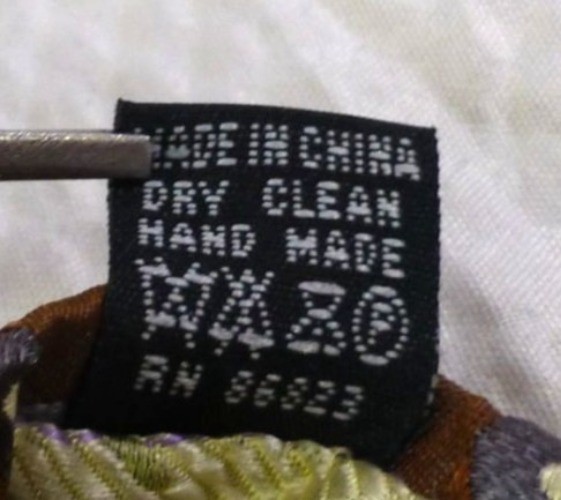 MADE IN CHINA
DRY CLEAN
HAND MADE
P
RN 86823